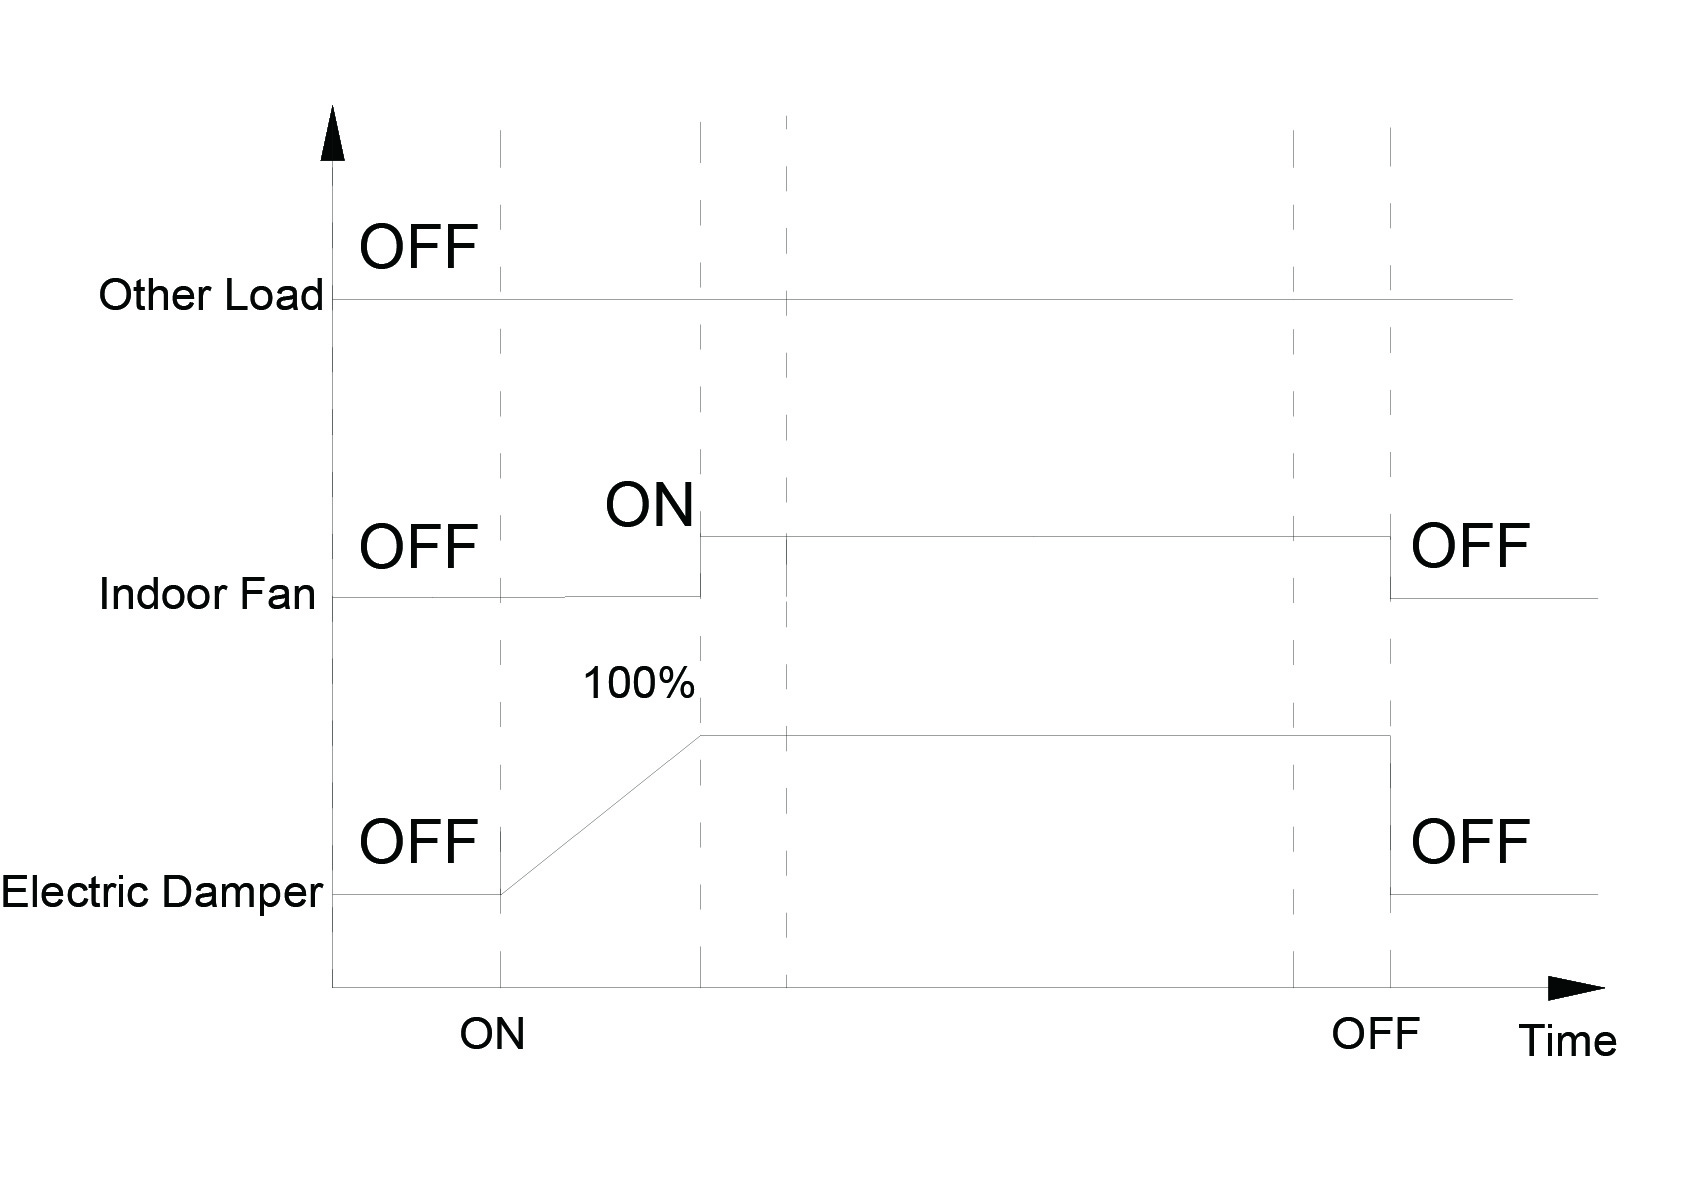 OFF
Other Load
ON
OFF
OFF
Indoor Fan
100%
OFF
OFF
Electric Damper
ON
OFF
Time